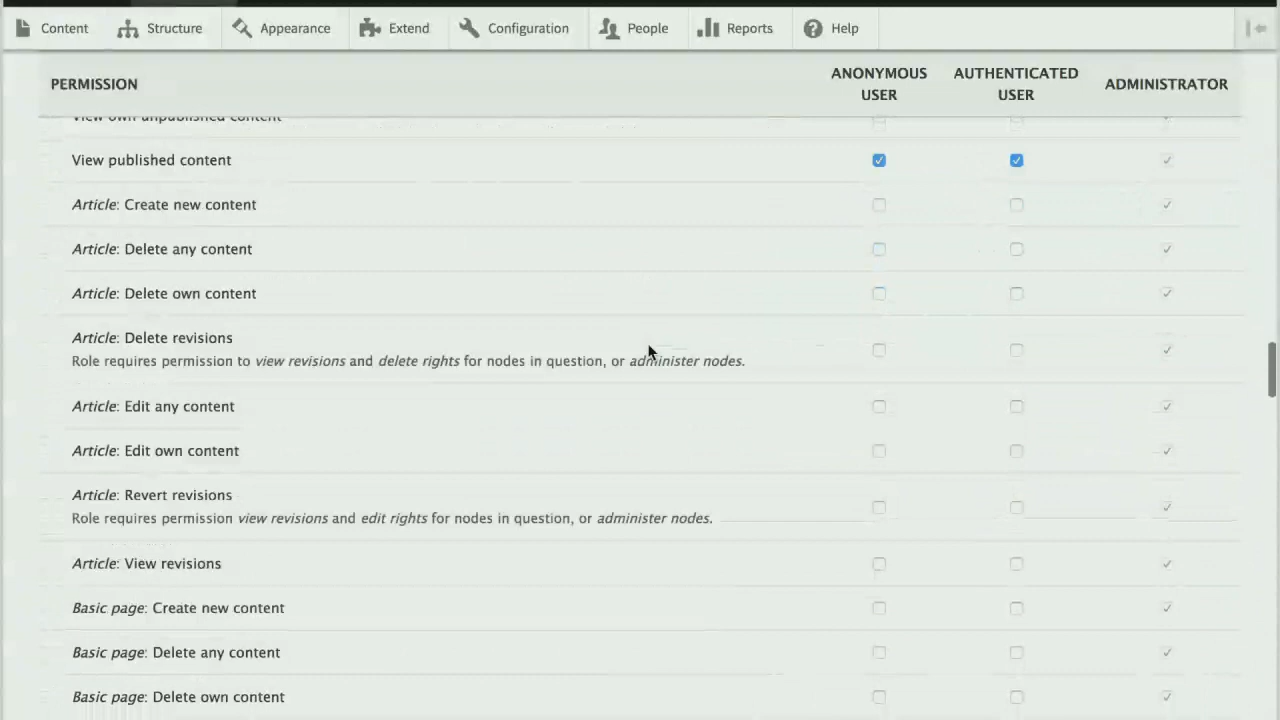 Content Structure Appearance Extend Configuration People Reports Help
PERMISSION ANONYMOUS USER AUTHENTICATED USER ADMINISTRATOR
View own unpublished content
View published content
Article: Create new content
Article: Delete any content
Article: Delete own content
Article: Delete revisions
Role requires permission to view revisions and delete rights for nodes in question, or administer nodes.
Article: Edit any content
Article: Edit own content
Article: Revert revisions
Role requires permission view revisions and edit rights for nodes in question, or administer nodes.
Article: View revisions
Basic page: Create new content
Basic page: Delete any content
Basic page: Delete own content